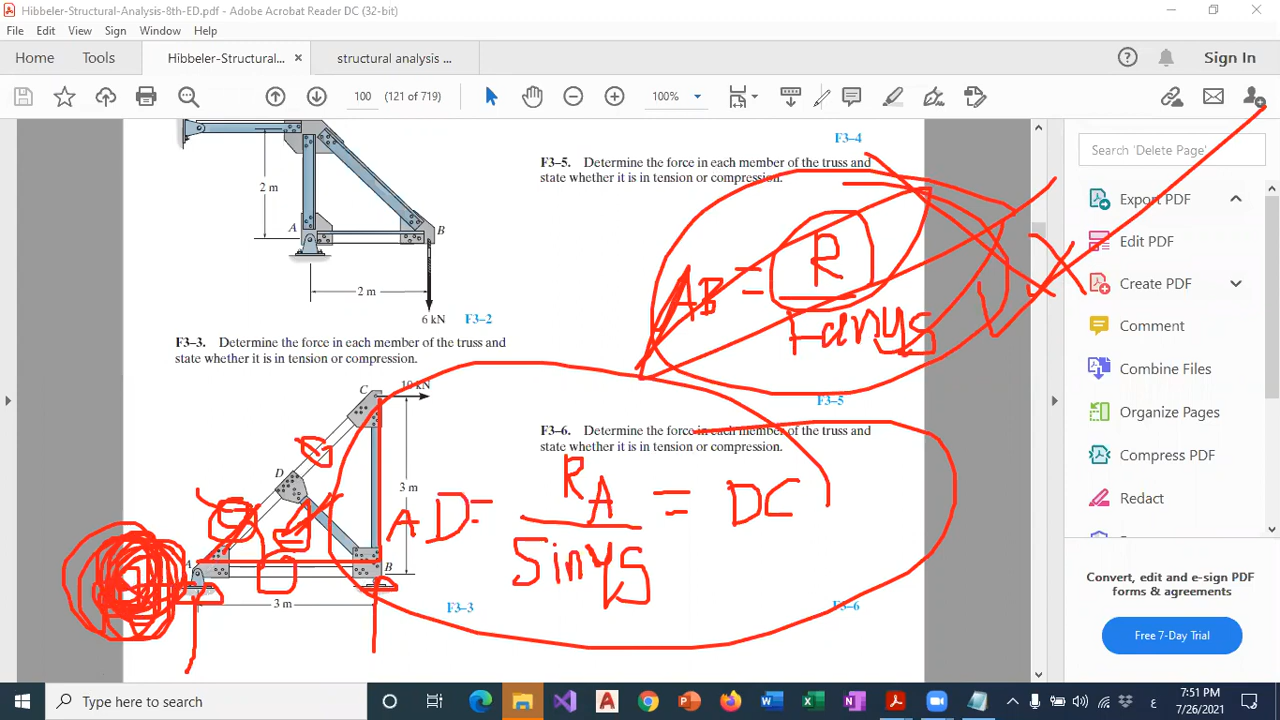 Hibbeler-Structural-Analysis-8th-ED.pdf - Adobe Acrobat Reader DC (32-bit)
File Edit View Sign Window Help
Home Tools Hibbeler-Structural... × structural analysis ... Sign In
100 (121 of 719) 100%
Search 'Delete Page'
Export PDF
Edit PDF
Create PDF
Comment
Combine Files
Organize Pages
Compress PDF
Redact
Convert, edit and e-sign PDF
forms & agreements
Free 7-Day Trial
2 m
A
B
2 m
6 kN
F3–2
F3–3. Determine the force in each member of the truss and
state whether it is in tension or compression.
C
10 kN
D
3 m
A
B
3 m
F3–3
F3–4
F3–5. Determine the force in each member of the truss and
state whether it is in tension or compression.
AB = R
tan45
F3–5
F3–6. Determine the force in each member of the truss and
state whether it is in tension or compression.
AD = RA = DC
Sin45
F3–6
Type here to search
7:51 PM
7/26/2021